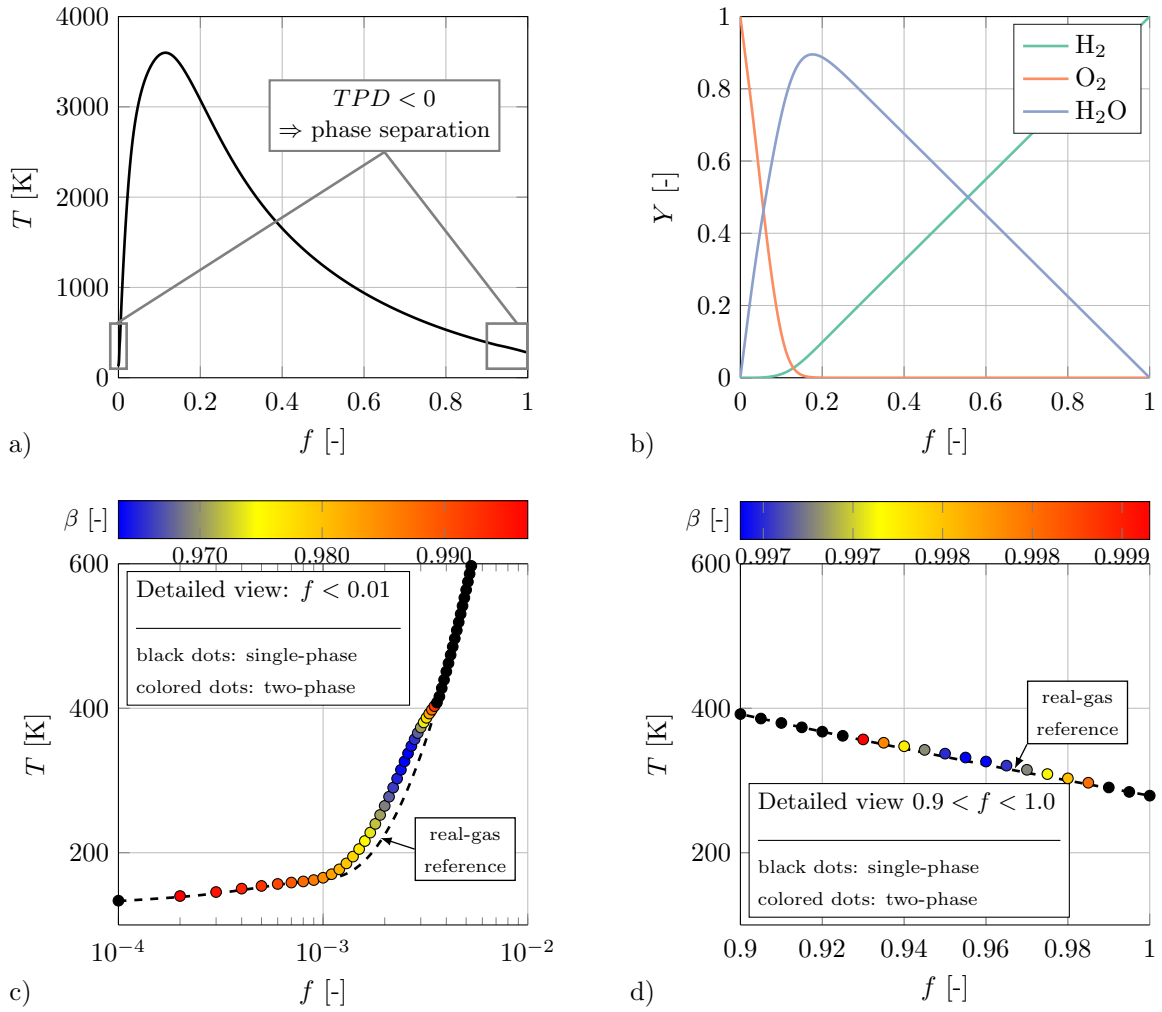 4000
3000
2000
1000
0
T [K]
TPD < 0
⇒ phase separation
0 0.2 0.4 0.6 0.8 1
f [-]
a)
1
0.8
0.6
0.4
0.2
0
Y [-]
H₂
O₂
H₂O
0 0.2 0.4 0.6 0.8 1
f [-]
b)
β [-]
0.970 0.980 0.990
600
400
200
T [K]
Detailed view: f < 0.01
black dots: single-phase
colored dots: two-phase
real-gas
reference
10⁻⁴ 10⁻³ 10⁻²
f [-]
c)
β [-]
0.997 0.997 0.998 0.998 0.999
600
400
200
T [K]
real-gas
reference
Detailed view 0.9 < f < 1.0
black dots: single-phase
colored dots: two-phase
0.9 0.92 0.94 0.96 0.98 1
f [-]
d)